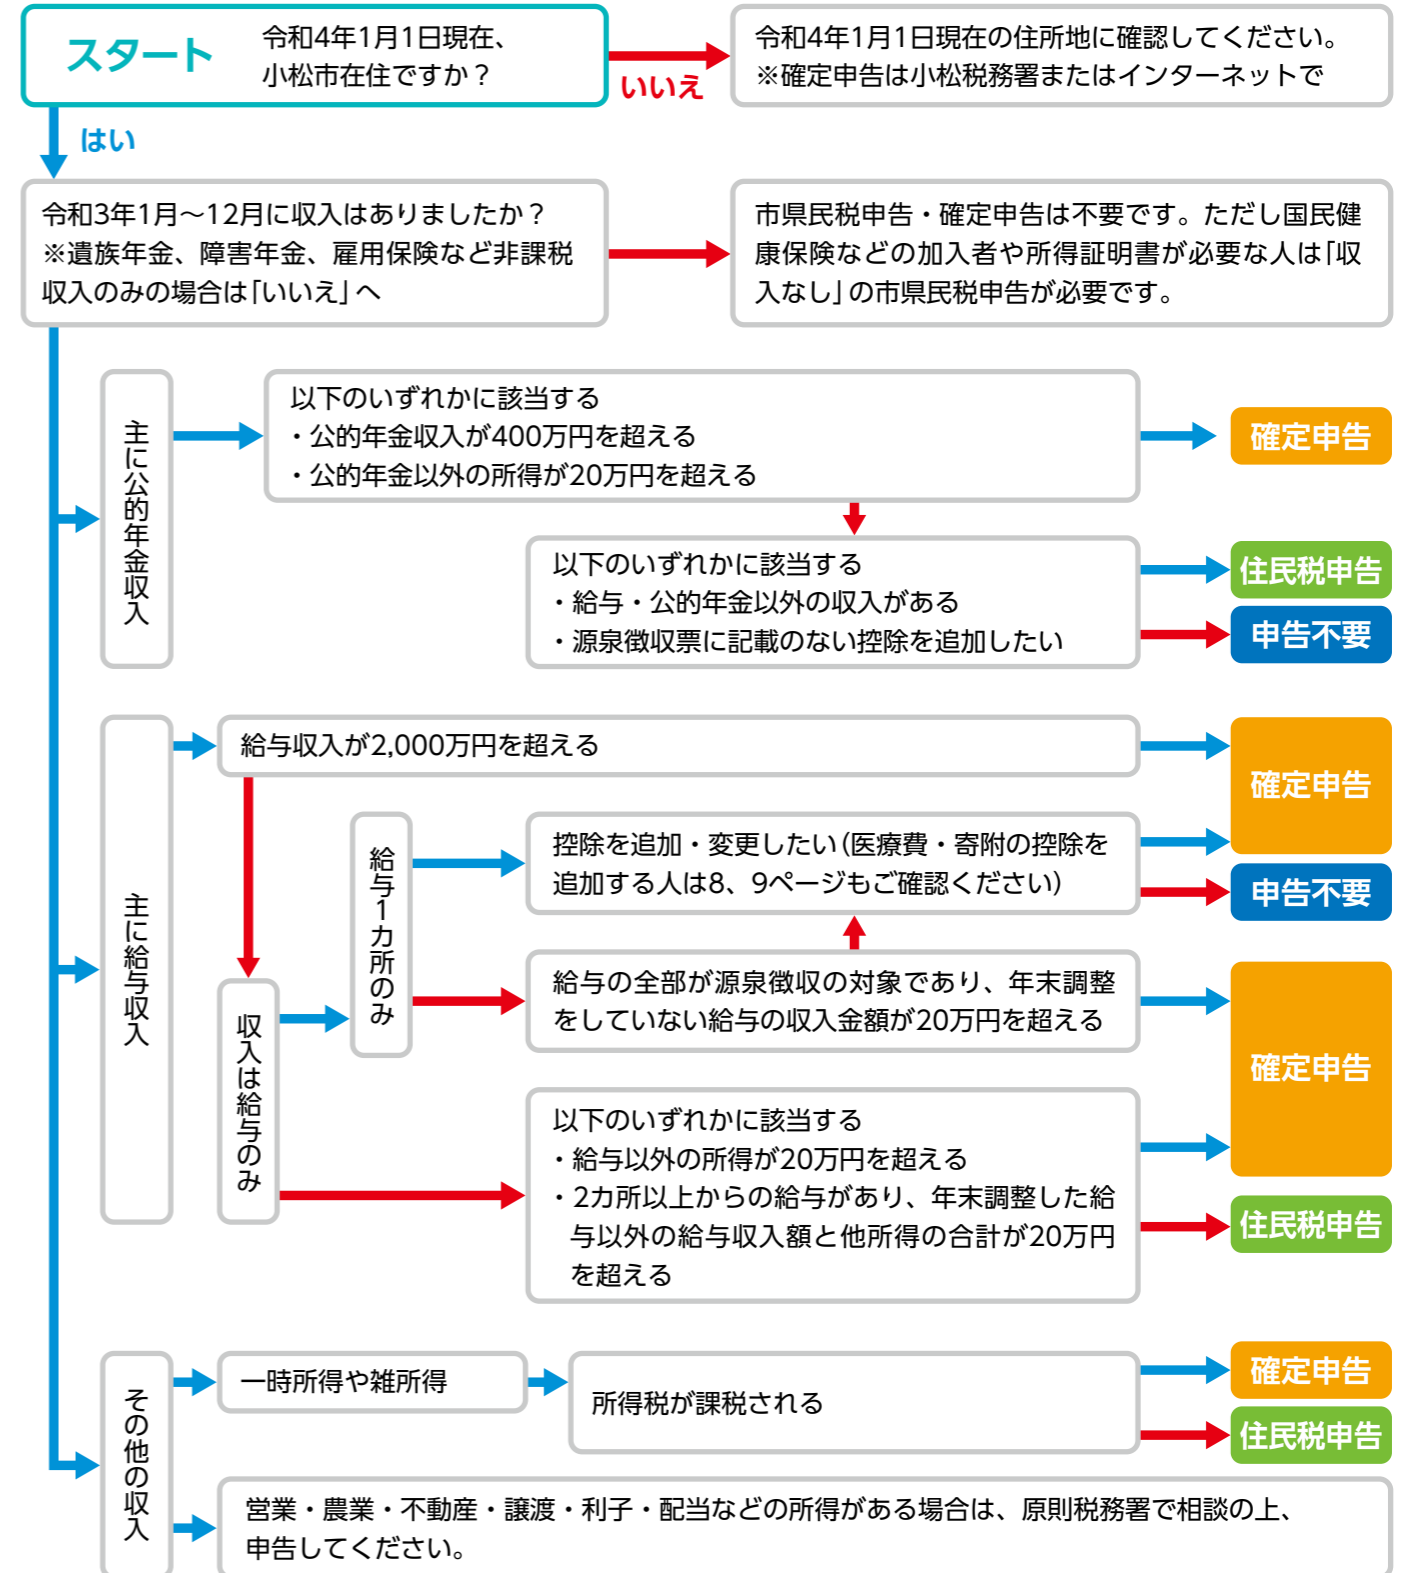 スタート
令和4年1月1日現在、
小松市在住ですか？
いいえ
令和4年1月1日現在の住所地に確認してください。
※確定申告は小松税務署またはインターネットで
はい
令和3年1月～12月に収入はありましたか？
※遺族年金、障害年金、雇用保険など非課税
収入のみの場合は「いいえ」へ
市県民税申告・確定申告は不要です。ただし国民健
康保険などの加入者や所得証明書が必要な人は「収
入なし」の市県民税申告が必要です。
主に公的年金収入
以下のいずれかに該当する
・公的年金収入が400万円を超える
・公的年金以外の所得が20万円を超える
確定申告
以下のいずれかに該当する
・給与・公的年金以外の収入がある
・源泉徴収票に記載のない控除を追加したい
住民税申告
申告不要
主に給与収入
給与収入が2,000万円を超える
確定申告
給与1カ所のみ
控除を追加・変更したい（医療費・寄附の控除を
追加する人は8、9ページもご確認ください）
申告不要
収入は給与のみ
給与の全部が源泉徴収の対象であり、年末調整
をしていない給与の収入金額が20万円を超える
確定申告
以下のいずれかに該当する
・給与以外の所得が20万円を超える
・2カ所以上からの給与があり、年末調整した給
与以外の給与収入額と他所得の合計が20万円
を超える
住民税申告
その他の収入
一時所得や雑所得
所得税が課税される
確定申告
住民税申告
営業・農業・不動産・譲渡・利子・配当などの所得がある場合は、原則税務署で相談の上、
申告してください。